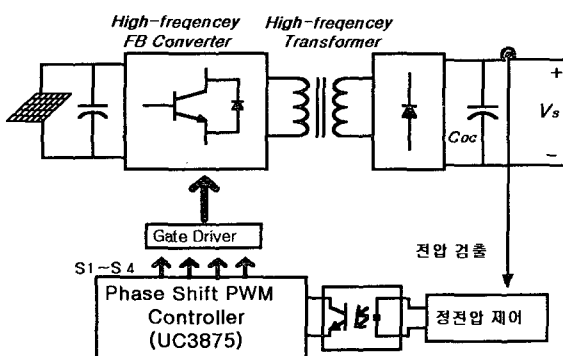 High-freqencey
FB Converter
High-freqencey
Transformer
+
Vs
Coc
−
Gate Driver
전압 검출
S1~S4
Phase Shift PWM
Controller
(UC3875)
정전압 제어